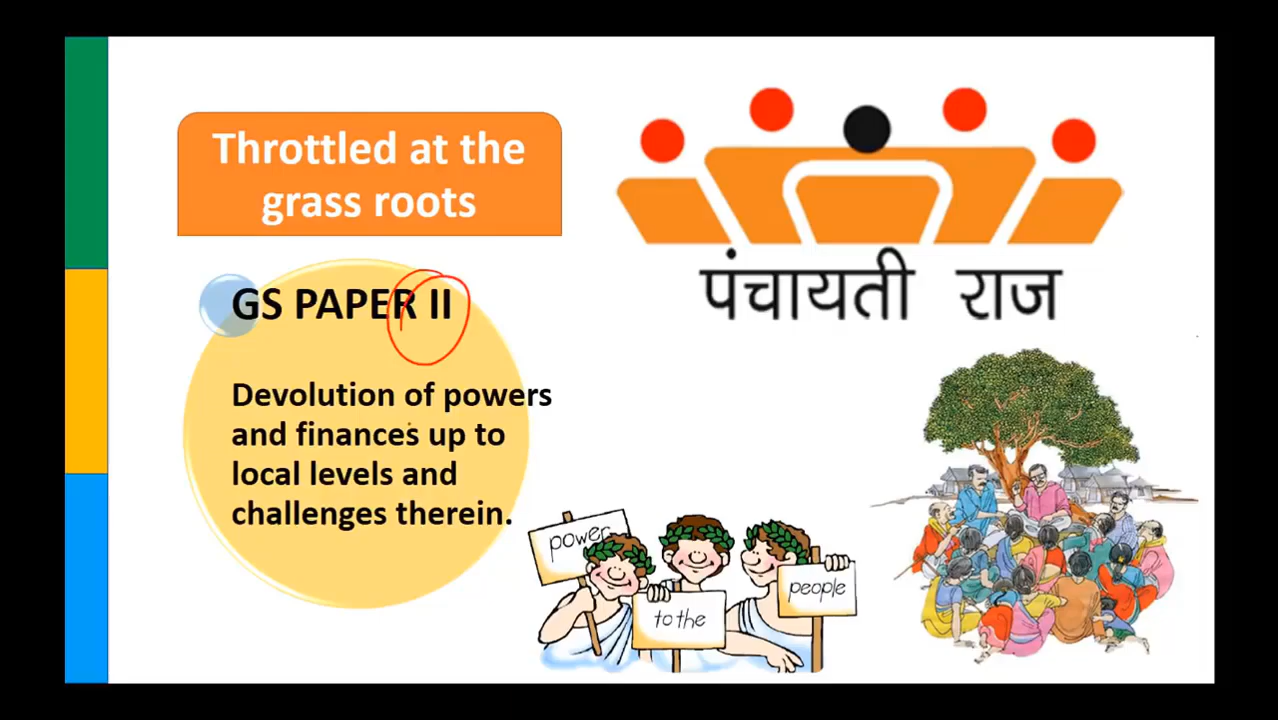 Throttled at the
grass roots
पंचायती राज
GS PAPER II
Devolution of powers
and finances up to
local levels and
challenges therein.
power
to the
people